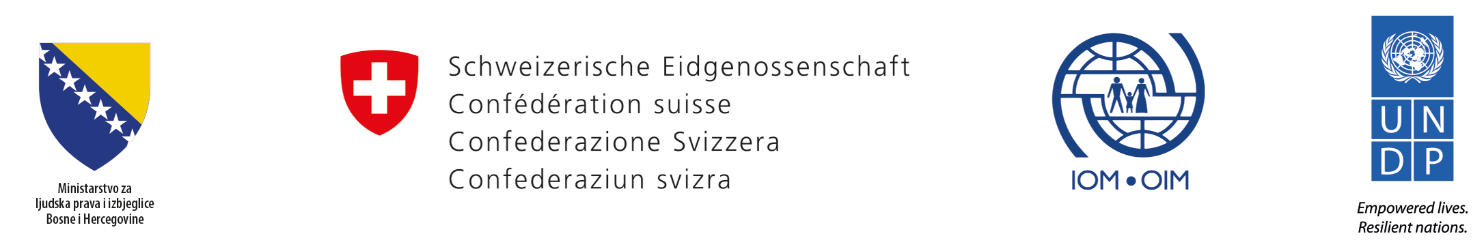 Ministarstvo za
ljudska prava i izbjeglice
Bosne i Hercegovine
Schweizerische Eidgenossenschaft
Confédération suisse
Confederazione Svizzera
Confederaziun svizra
IOM • OIM
U N
D P
Empowered lives.
Resilient nations.